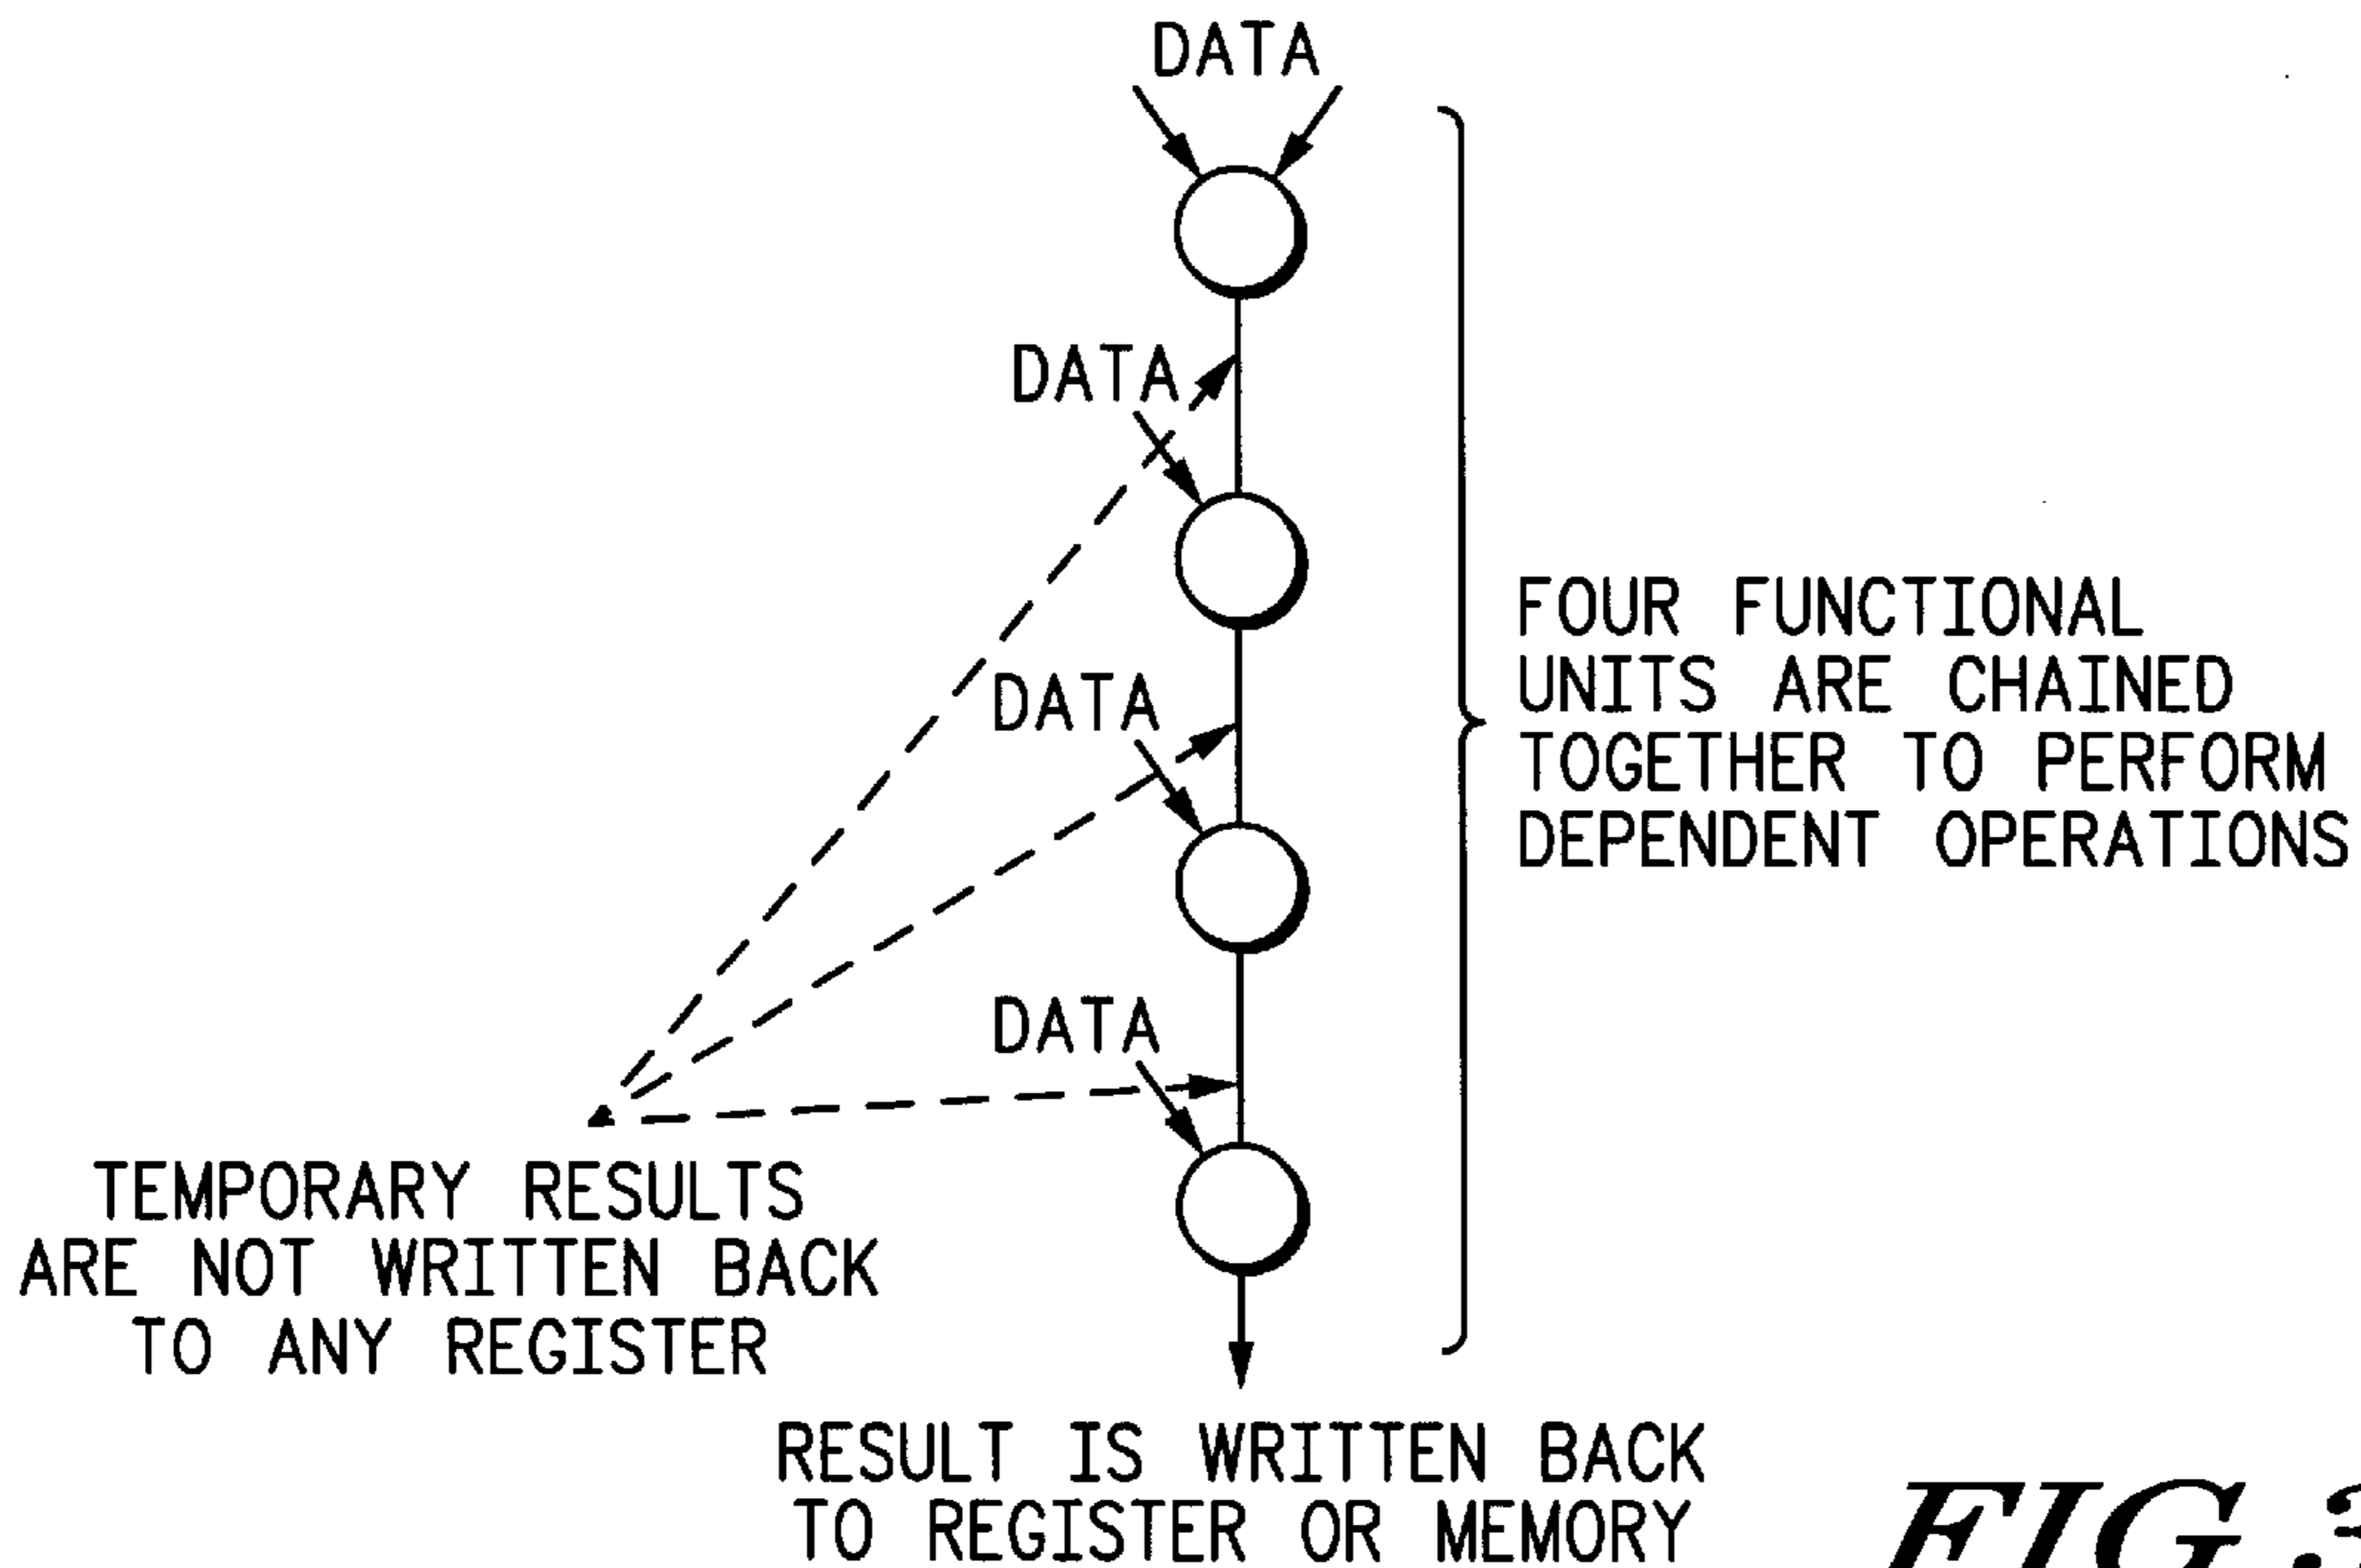 DATA
DATA
DATA
DATA
FOUR FUNCTIONAL
UNITS ARE CHAINED
TOGETHER TO PERFORM
DEPENDENT OPERATIONS
TEMPORARY RESULTS
ARE NOT WRITTEN BACK
TO ANY REGISTER
RESULT IS WRITTEN BACK
TO REGISTER OR MEMORY
FIG.